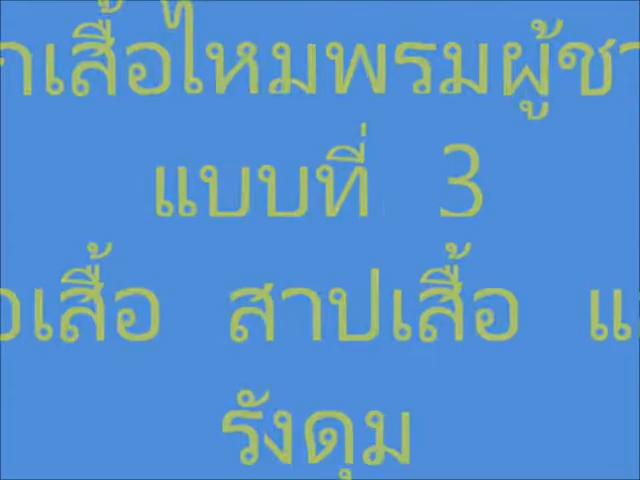 เสื้อไหมพรมผู้ชา
แบบที่ 3
อเสื้อ สาปเสื้อ แ
รังดุม